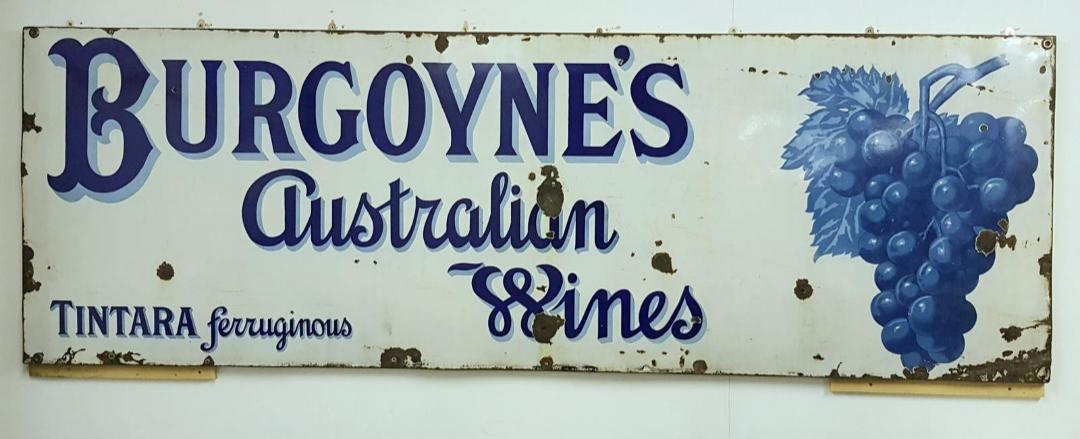 BURGOYNE'S
Australian
Wines
TINTARA ferruginous